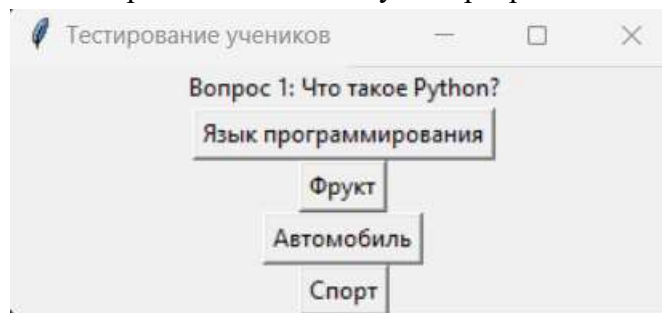 Тестирование учеников
Вопрос 1: Что такое Python?
Язык программирования
Фрукт
Автомобиль
Спорт